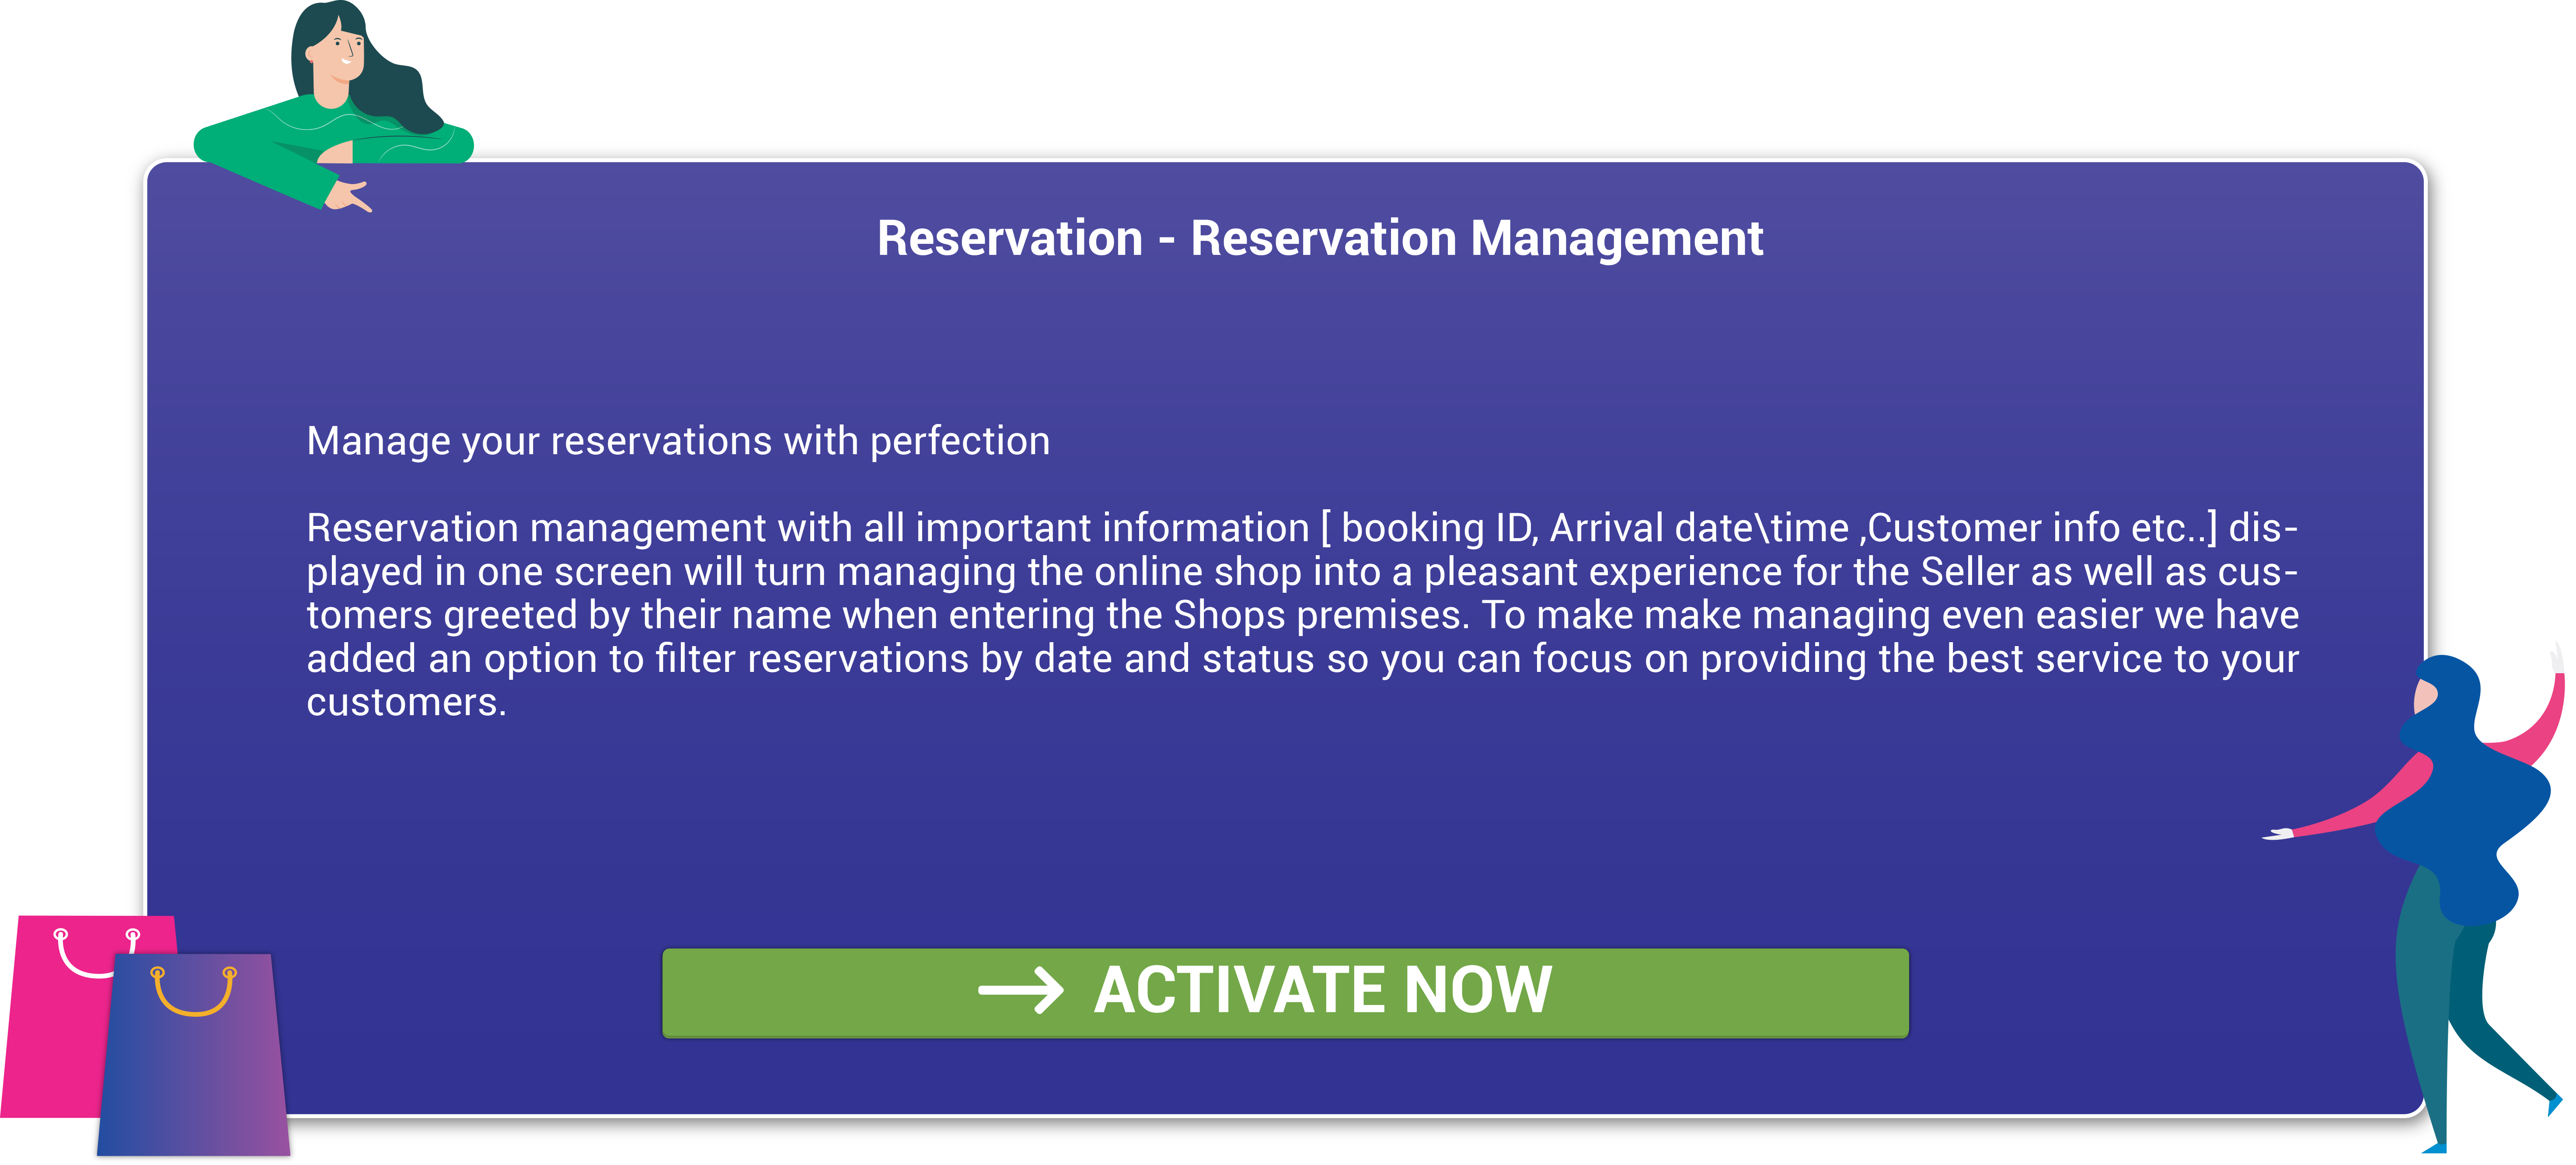 Reservation - Reservation Management
Manage your reservations with perfection
Reservation management with all important information [ booking ID, Arrival date\time ,Customer info etc..] dis-
played in one screen will turn managing the online shop into a pleasant experience for the Seller as well as cus-
tomers greeted by their name when entering the Shops premises. To make make managing even easier we have
added an option to filter reservations by date and status so you can focus on providing the best service to your
customers.
ACTIVATE NOW